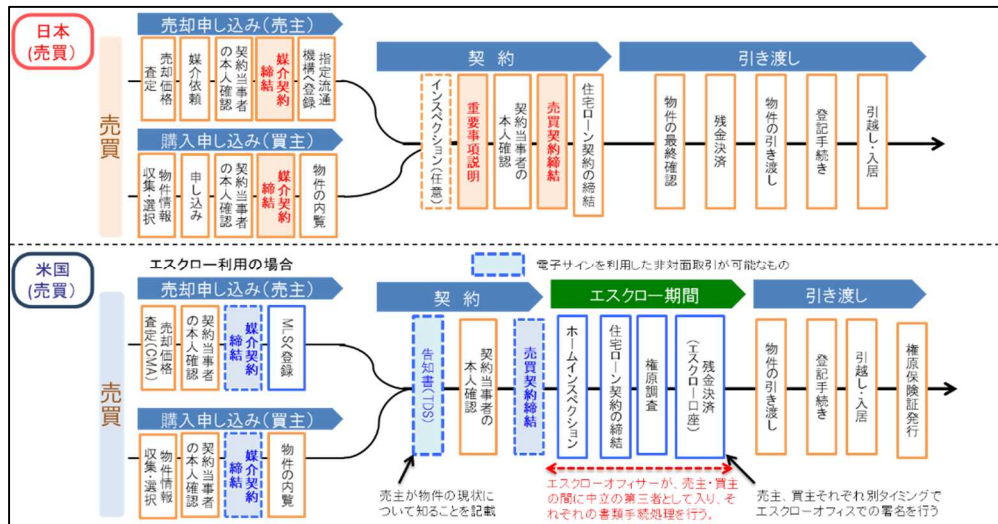 日本
(売買)
売買
売却申し込み(売主)
売却価格
査定
媒介依頼
契約当事者
の本人確認
媒介契約
締結
指定流通
機構へ登録
購入申し込み(買主)
物件情報
収集・選択
申し込み
契約当事者
の本人確認
媒介契約
締結
物件の内覧
契 約
インスペクション(任意)
重要事項説明
契約当事者の
本人確認
売買契約締結
住宅ローン契約の締結
引き渡し
物件の最終確認
残金決済
物件の引き渡し
登記手続き
引越し・入居
米国
(売買)
エスクロー利用の場合
電子サインを利用した非対面取引が可能なもの
売買
売却申し込み(売主)
売却価格
査定(CMA)
契約当事者
の本人確認
媒介契約
締結
MLSへ登録
購入申し込み(買主)
物件情報
収集・選択
契約当事者
の本人確認
媒介契約
締結
物件の内覧
契 約
告知書(TDS)
契約当事者の
本人確認
売買契約締結
エスクロー期間
ホームインスペクション
住宅ローン契約の締結
権原調査
残金決済
(エスクロー口座)
引き渡し
物件の引き渡し
登記手続き
引越し・入居
権原保険証発行
売主が物件の現状に
ついて知ることを記載
エスクローオフィサーが、売主・買主
の間に中立の第三者として入り、そ
れぞれの書類手続処理を行う。
売主、買主それぞれ別タイミングで
エスクローオフィスでの署名を行う